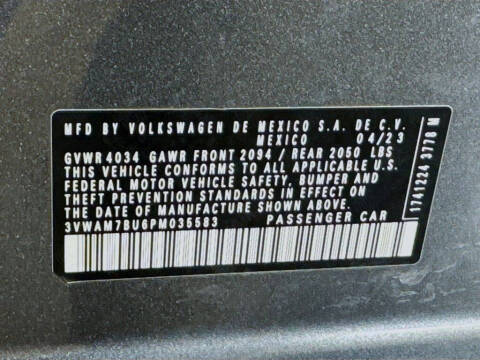 MFD BY VOLKSWAGEN DE MEXICO S.A. DE C.V.
MEXICO 04/23
GVWR 4034 GAWR FRONT 2094 / REAR 2050 LBS
THIS VEHICLE CONFORMS TO ALL APPLICABLE U.S.
FEDERAL MOTOR VEHICLE SAFETY, BUMPER AND
THEFT PREVENTION STANDARDS IN EFFECT ON
THE DATE OF MANUFACTURE SHOWN ABOVE.
3VWAM7BU6PM035583 PASSENGER CAR
1741224 3778 M